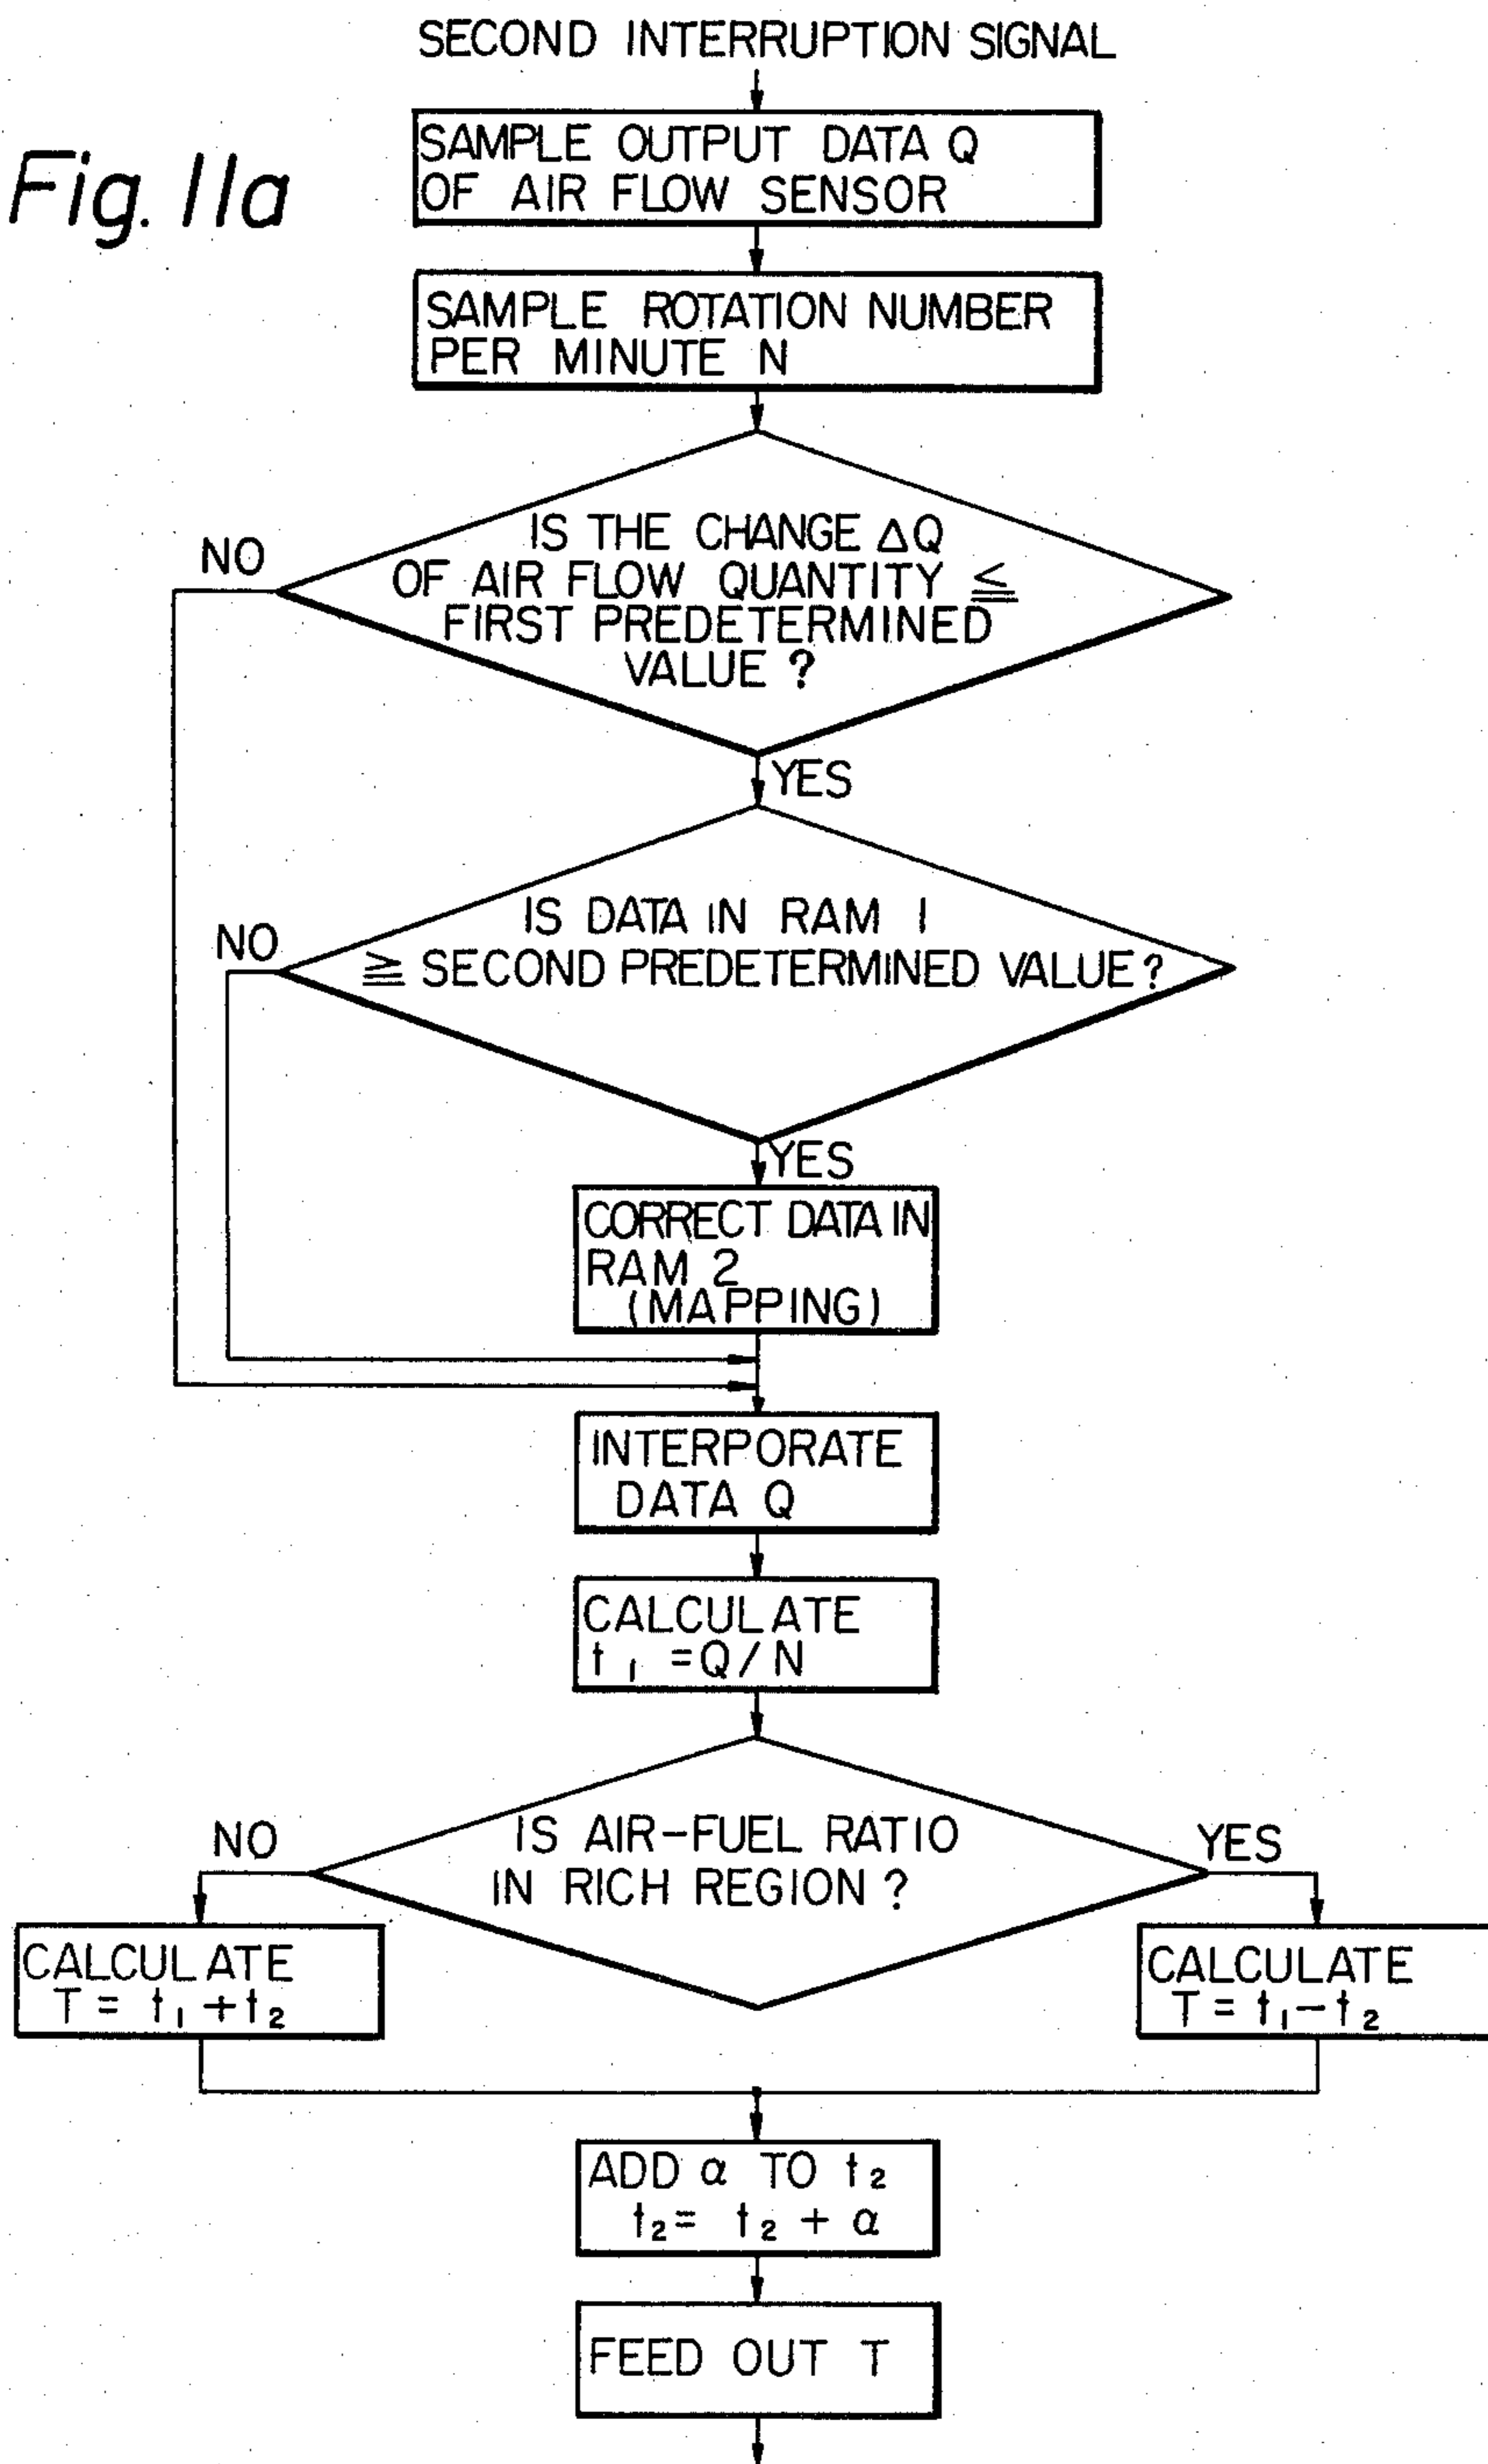 SECOND INTERRUPTION SIGNAL
Fig. 11a
SAMPLE OUTPUT DATA Q
OF AIR FLOW SENSOR
SAMPLE ROTATION NUMBER
PER MINUTE N
IS THE CHANGE ΔQ
OF AIR FLOW QUANTITY ≦
FIRST PREDETERMINED
VALUE ?
NO
YES
IS DATA IN RAM 1
≧ SECOND PREDETERMINED VALUE?
NO
YES
CORRECT DATA IN
RAM 2
(MAPPING)
INTERPORATE
DATA Q
CALCULATE
t₁ = Q / N
IS AIR-FUEL RATIO
IN RICH REGION ?
NO
YES
CALCULATE
T = t₁ + t₂
CALCULATE
T = t₁ − t₂
ADD α TO t₂
t₂ = t₂ + α
FEED OUT T